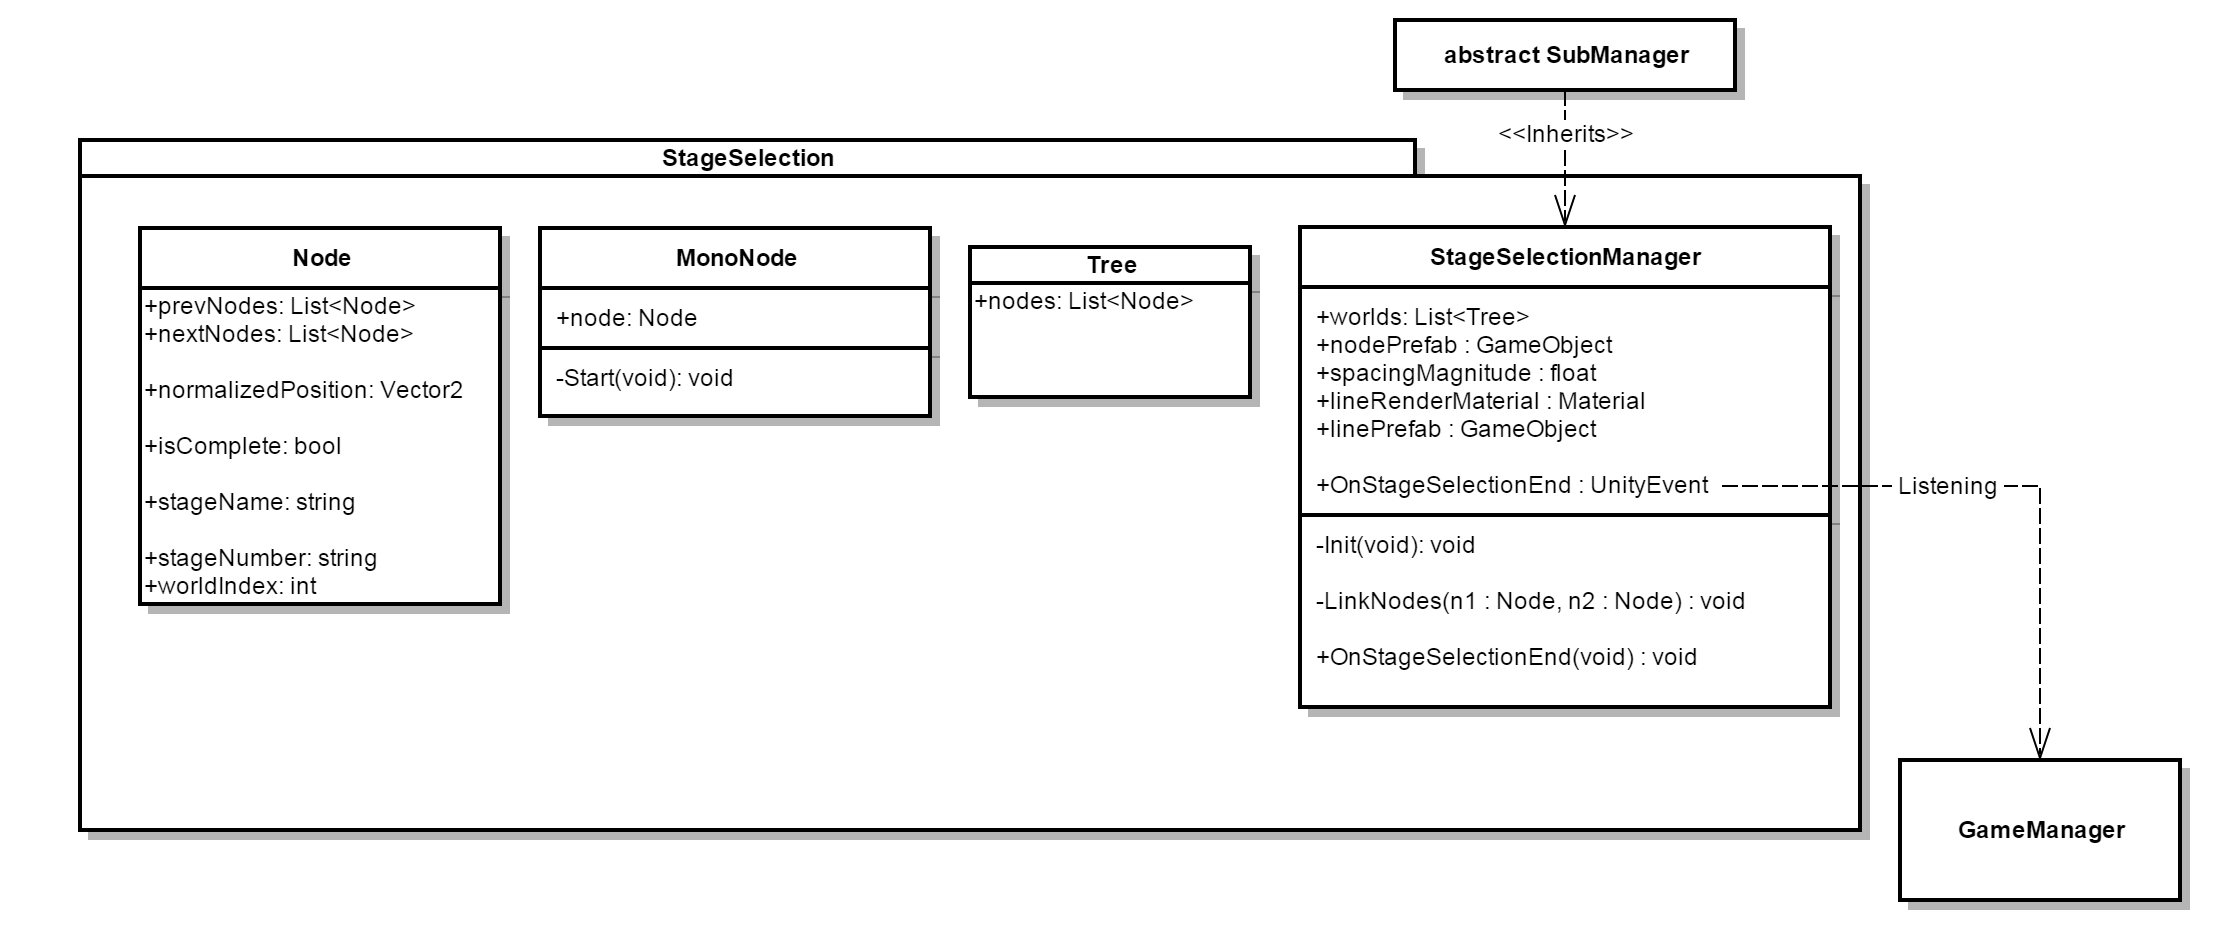 abstract SubManager
<<Inherits>>
StageSelection
Node
+prevNodes: List<Node>
+nextNodes: List<Node>
+normalizedPosition: Vector2
+isComplete: bool
+stageName: string
+stageNumber: string
+worldIndex: int
MonoNode
+node: Node
-Start(void): void
Tree
+nodes: List<Node>
StageSelectionManager
+worlds: List<Tree>
+nodePrefab : GameObject
+spacingMagnitude : float
+lineRenderMaterial : Material
+linePrefab : GameObject
+OnStageSelectionEnd : UnityEvent
-Init(void): void
-LinkNodes(n1 : Node, n2 : Node) : void
+OnStageSelectionEnd(void) : void
Listening
GameManager